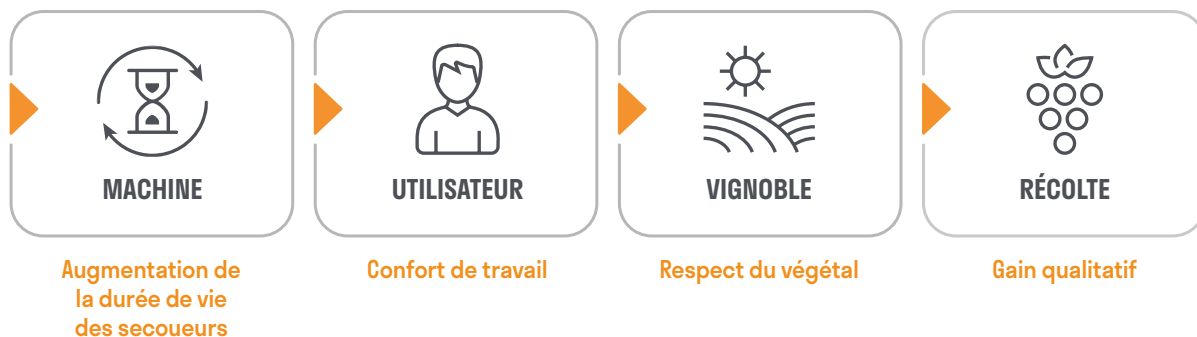 MACHINE
Augmentation de
la durée de vie
des secoueurs
UTILISATEUR
Confort de travail
VIGNOBLE
Respect du végétal
RÉCOLTE
Gain qualitatif